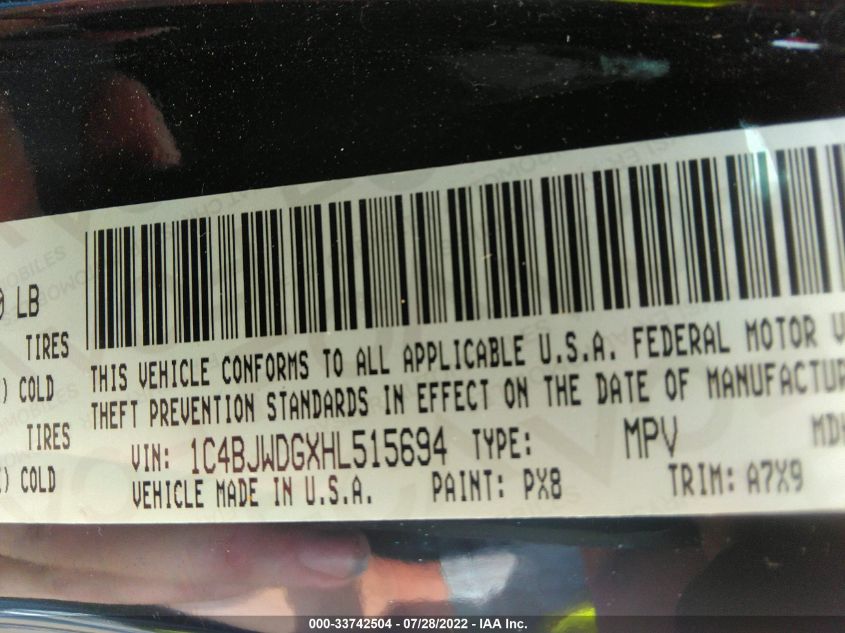 0 LB
TIRES
) COLD
TIRES
) COLD
THIS VEHICLE CONFORMS TO ALL APPLICABLE U.S.A. FEDERAL MOTOR V
THEFT PREVENTION STANDARDS IN EFFECT ON THE DATE OF MANUFACTUR
VIN: 1C4BJWDGXHL515694 TYPE: MPV MD
VEHICLE MADE IN U.S.A. PAINT: PX8 TRIM: A7X9
000-33742504 - 07/28/2022 - IAA Inc.